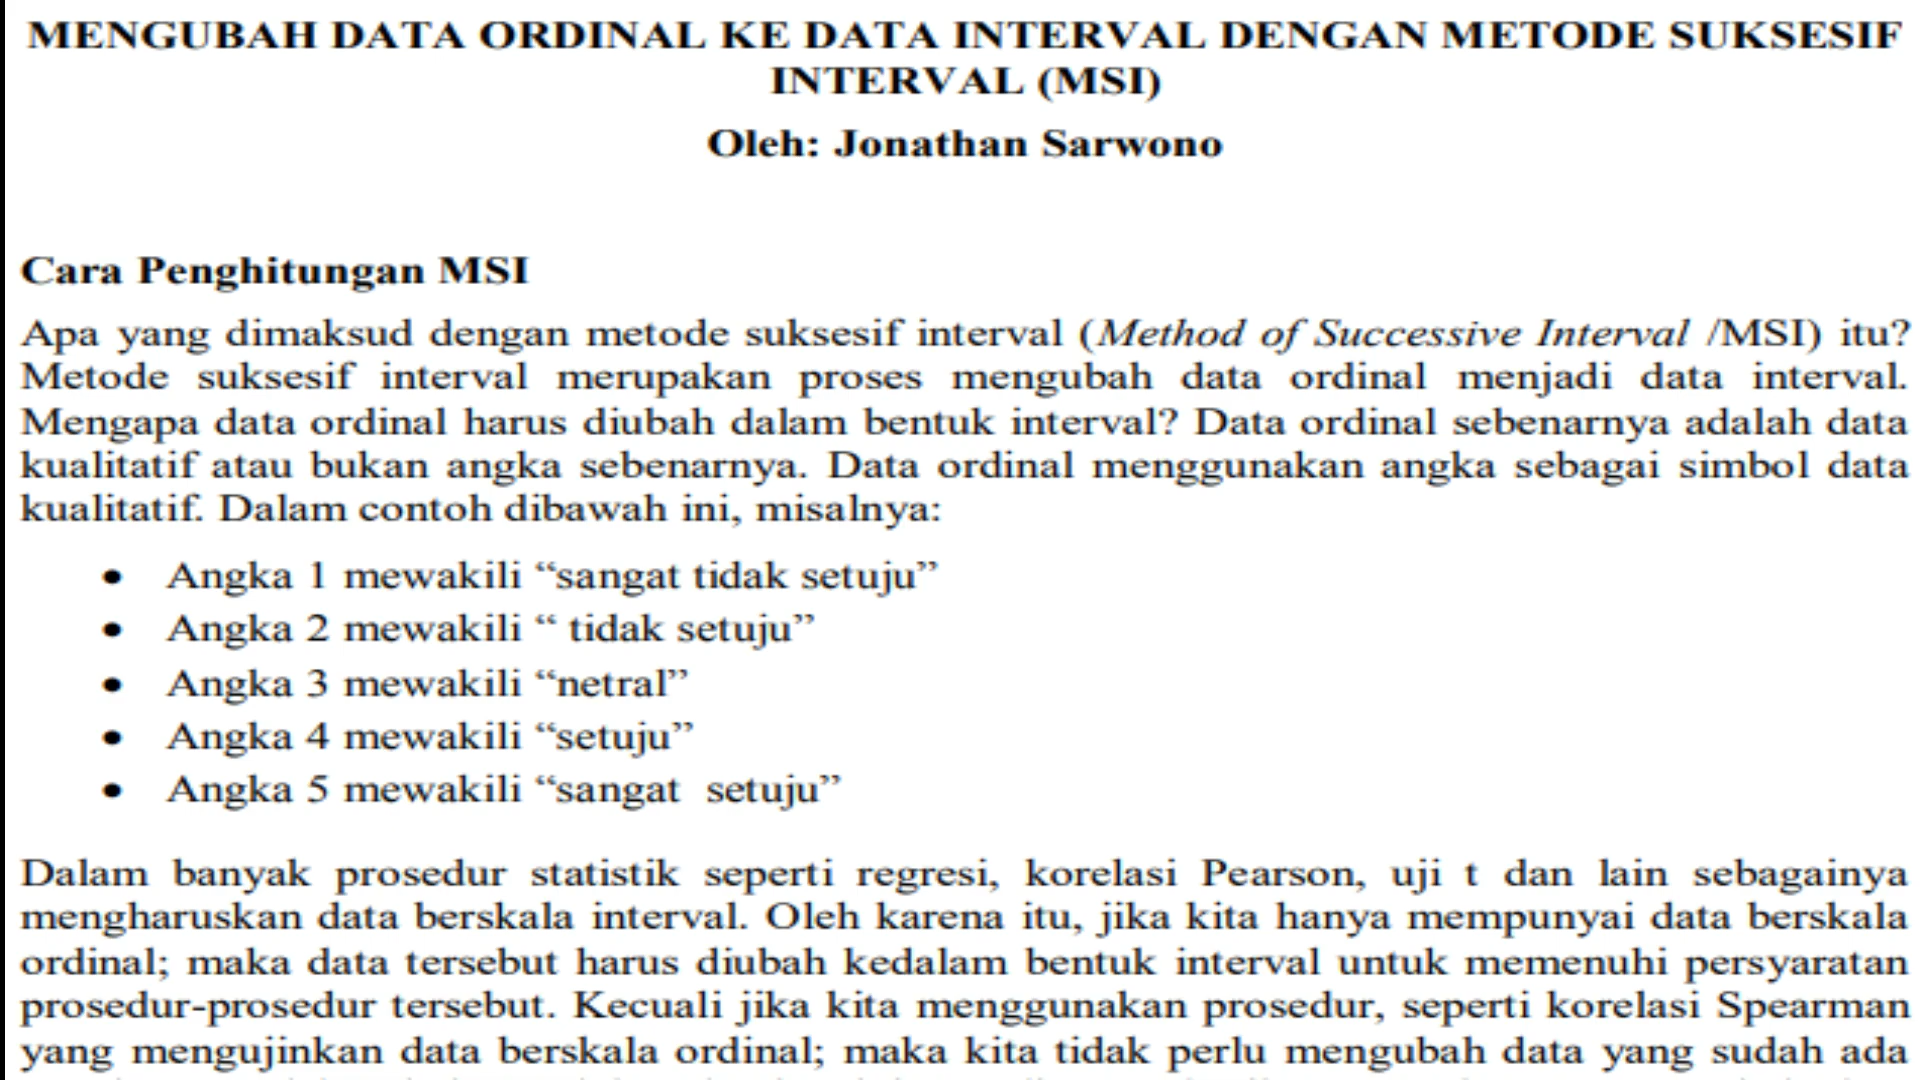 MENGUBAH DATA ORDINAL KE DATA INTERVAL DENGAN METODE SUKSESIF
INTERVAL (MSI)
Oleh: Jonathan Sarwono
Cara Penghitungan MSI
Apa yang dimaksud dengan metode suksesif interval (Method of Successive Interval /MSI) itu?
Metode suksesif interval merupakan proses mengubah data ordinal menjadi data interval.
Mengapa data ordinal harus diubah dalam bentuk interval? Data ordinal sebenarnya adalah data
kualitatif atau bukan angka sebenarnya. Data ordinal menggunakan angka sebagai simbol data
kualitatif. Dalam contoh dibawah ini, misalnya:
• Angka 1 mewakili “sangat tidak setuju”
• Angka 2 mewakili “ tidak setuju”
• Angka 3 mewakili “netral”
• Angka 4 mewakili “setuju”
• Angka 5 mewakili “sangat  setuju”
Dalam banyak prosedur statistik seperti regresi, korelasi Pearson, uji t dan lain sebagainya
mengharuskan data berskala interval. Oleh karena itu, jika kita hanya mempunyai data berskala
ordinal; maka data tersebut harus diubah kedalam bentuk interval untuk memenuhi persyaratan
prosedur-prosedur tersebut. Kecuali jika kita menggunakan prosedur, seperti korelasi Spearman
yang mengujinkan data berskala ordinal; maka kita tidak perlu mengubah data yang sudah ada